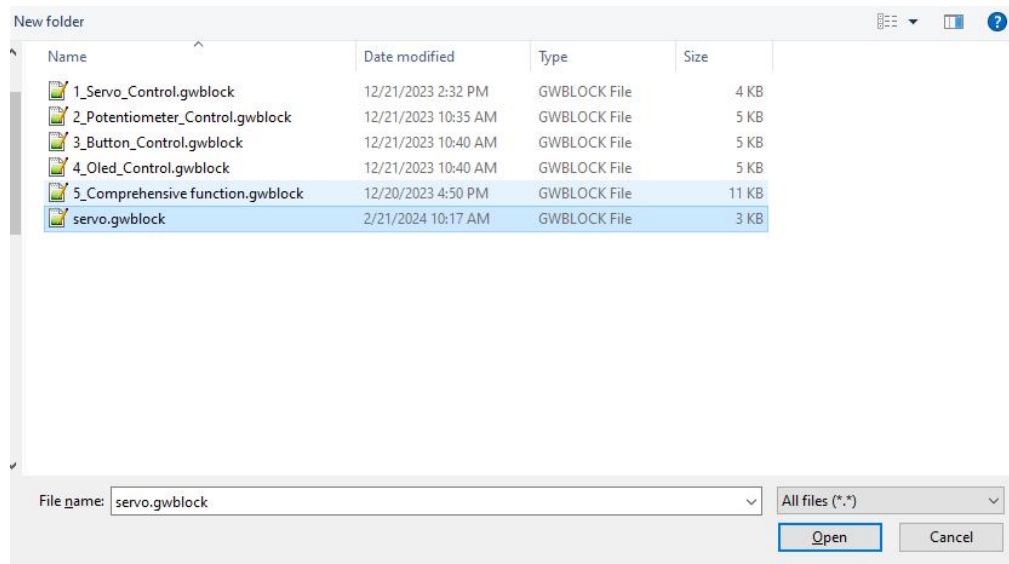 New folder ?
Name Date modified Type Size
1_Servo_Control.gwblock 12/21/2023 2:32 PM GWBLOCK File 4 KB
2_Potentiometer_Control.gwblock 12/21/2023 10:35 AM GWBLOCK File 5 KB
3_Button_Control.gwblock 12/21/2023 10:40 AM GWBLOCK File 5 KB
4_Oled_Control.gwblock 12/21/2023 10:40 AM GWBLOCK File 5 KB
5_Comprehensive function.gwblock 12/20/2023 4:50 PM GWBLOCK File 11 KB
servo.gwblock 2/21/2024 10:17 AM GWBLOCK File 3 KB
File name: servo.gwblock All files (*.*)
Open Cancel